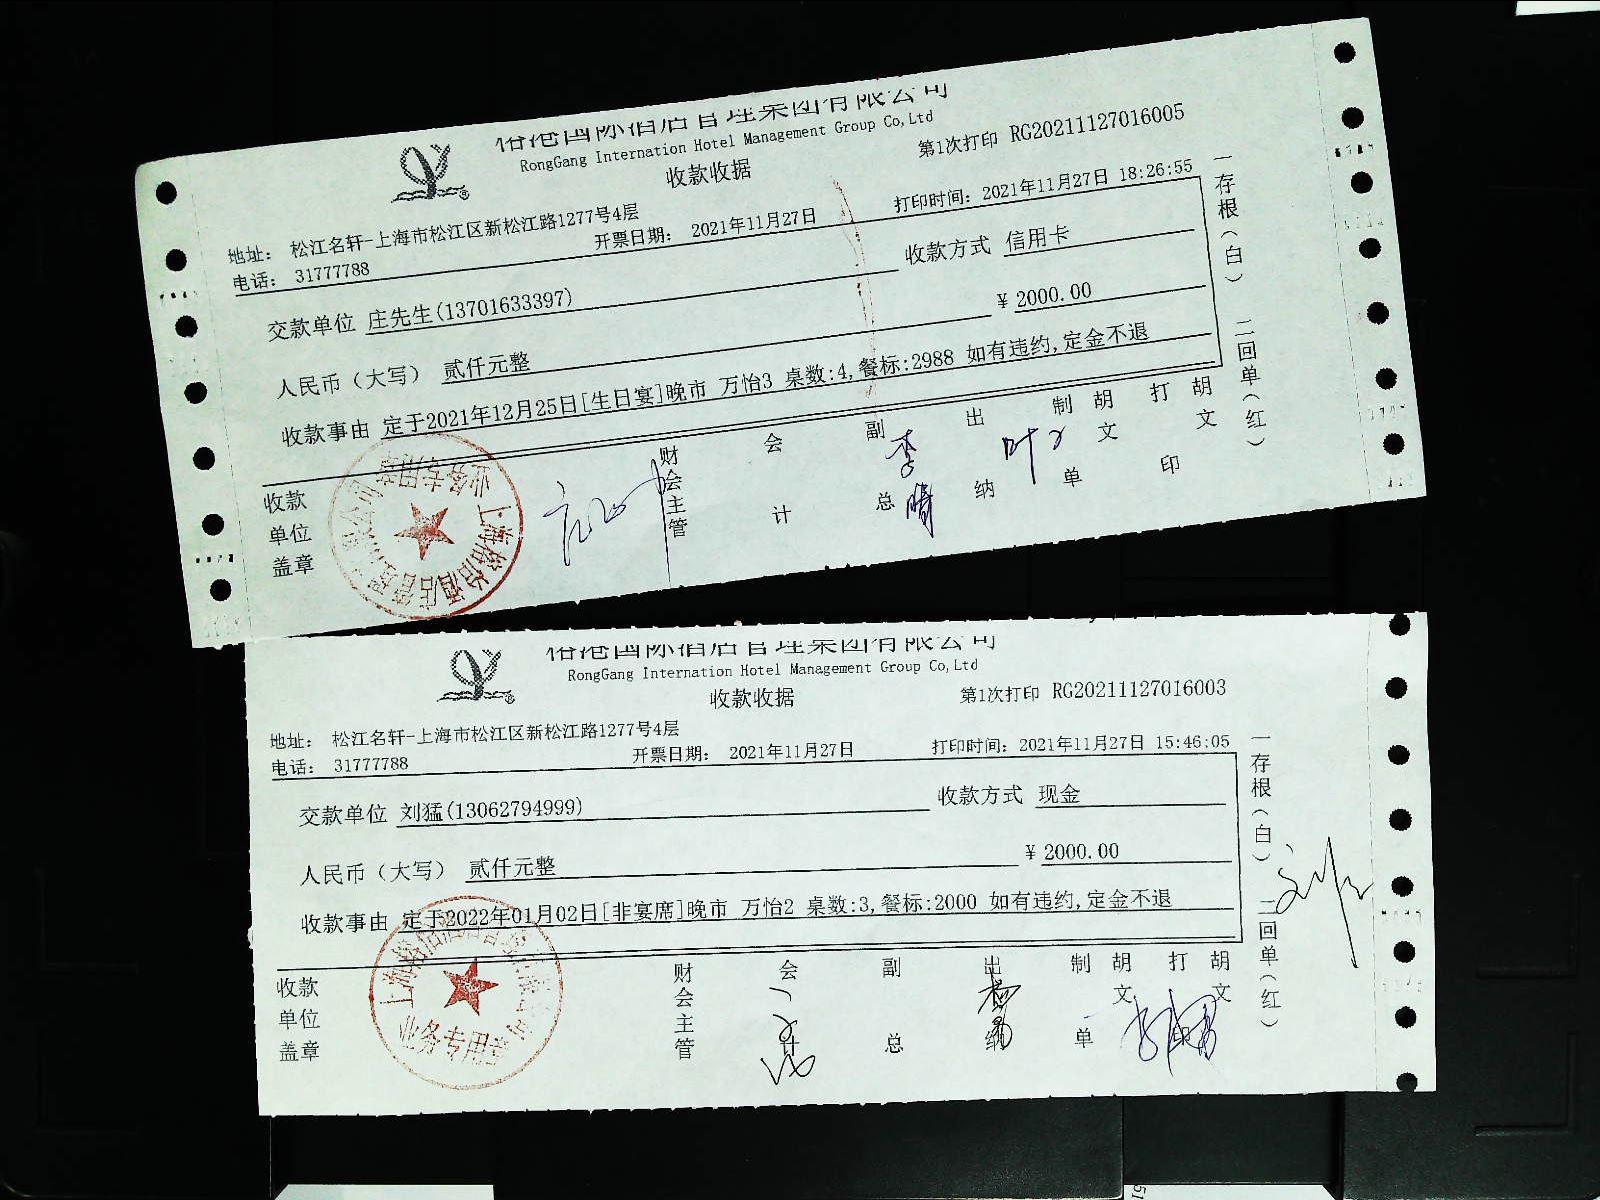 裕港国际酒店管理集团有限公司
RongGang Internation Hotel Management Group Co,Ltd
收款收据
第1次打印 RG20211127016005
地址： 松江名轩-上海市松江区新松江路1277号4层
电话： 31777788
开票日期： 2021年11月27日
打印时间：2021年11月27日 18:26:55
交款单位 庄先生(13701633397)
收款方式 信用卡
人民币（大写） 贰仟元整
¥ 2000.00
收款事由 定于2021年12月25日[生日宴]晚市 万怡3 桌数:4,餐标:2988 如有违约,定金不退
收款单位盖章
财会主管
会计
副总
李晴
出纳
叶
制单
胡文
打印
胡文
一存根（白） 二回单（红）
业务专用章
裕港国际酒店管理集团有限公司
RongGang Internation Hotel Management Group Co,Ltd
收款收据
第1次打印 RG20211127016003
地址： 松江名轩-上海市松江区新松江路1277号4层
电话： 31777788
开票日期： 2021年11月27日
打印时间：2021年11月27日 15:46:05
交款单位 刘猛(13062794999)
收款方式 现金
人民币（大写） 贰仟元整
¥ 2000.00
收款事由 定于2022年01月02日[非宴席]晚市 万怡2 桌数:3,餐标:2000 如有违约,定金不退
收款单位盖章
财会主管
会计
副总
出纳
制单
胡文
打印
胡文
一存根（白） 二回单（红）
业务专用章